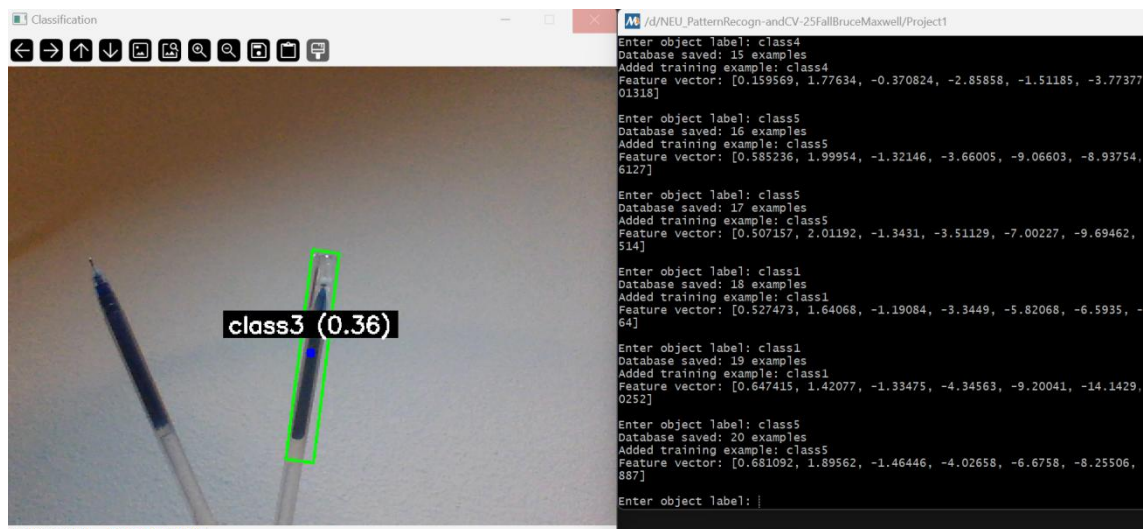 Classification
class3 (0.36)
/d/NEU_PatternRecogn-andCV-25FallBruceMaxwell/Project1
Enter object label: class4
Database saved: 15 examples
Added training example: class4
Feature vector: [0.159569, 1.77634, -0.370824, -2.85858, -1.51185, -3.77377
01318]
Enter object label: class5
Database saved: 16 examples
Added training example: class5
Feature vector: [0.585236, 1.99954, -1.32146, -3.66005, -9.06603, -8.93754,
6127]
Enter object label: class5
Database saved: 17 examples
Added training example: class5
Feature vector: [0.507157, 2.01192, -1.3431, -3.51129, -7.00227, -9.69462,
514]
Enter object label: class1
Database saved: 18 examples
Added training example: class1
Feature vector: [0.527473, 1.64068, -1.19084, -3.3449, -5.82068, -6.5935, -
64]
Enter object label: class1
Database saved: 19 examples
Added training example: class1
Feature vector: [0.647415, 1.42077, -1.33475, -4.34563, -9.20041, -14.1429,
0252]
Enter object label: class5
Database saved: 20 examples
Added training example: class5
Feature vector: [0.681092, 1.89562, -1.46446, -4.02658, -6.6758, -8.25506,
887]
Enter object label: